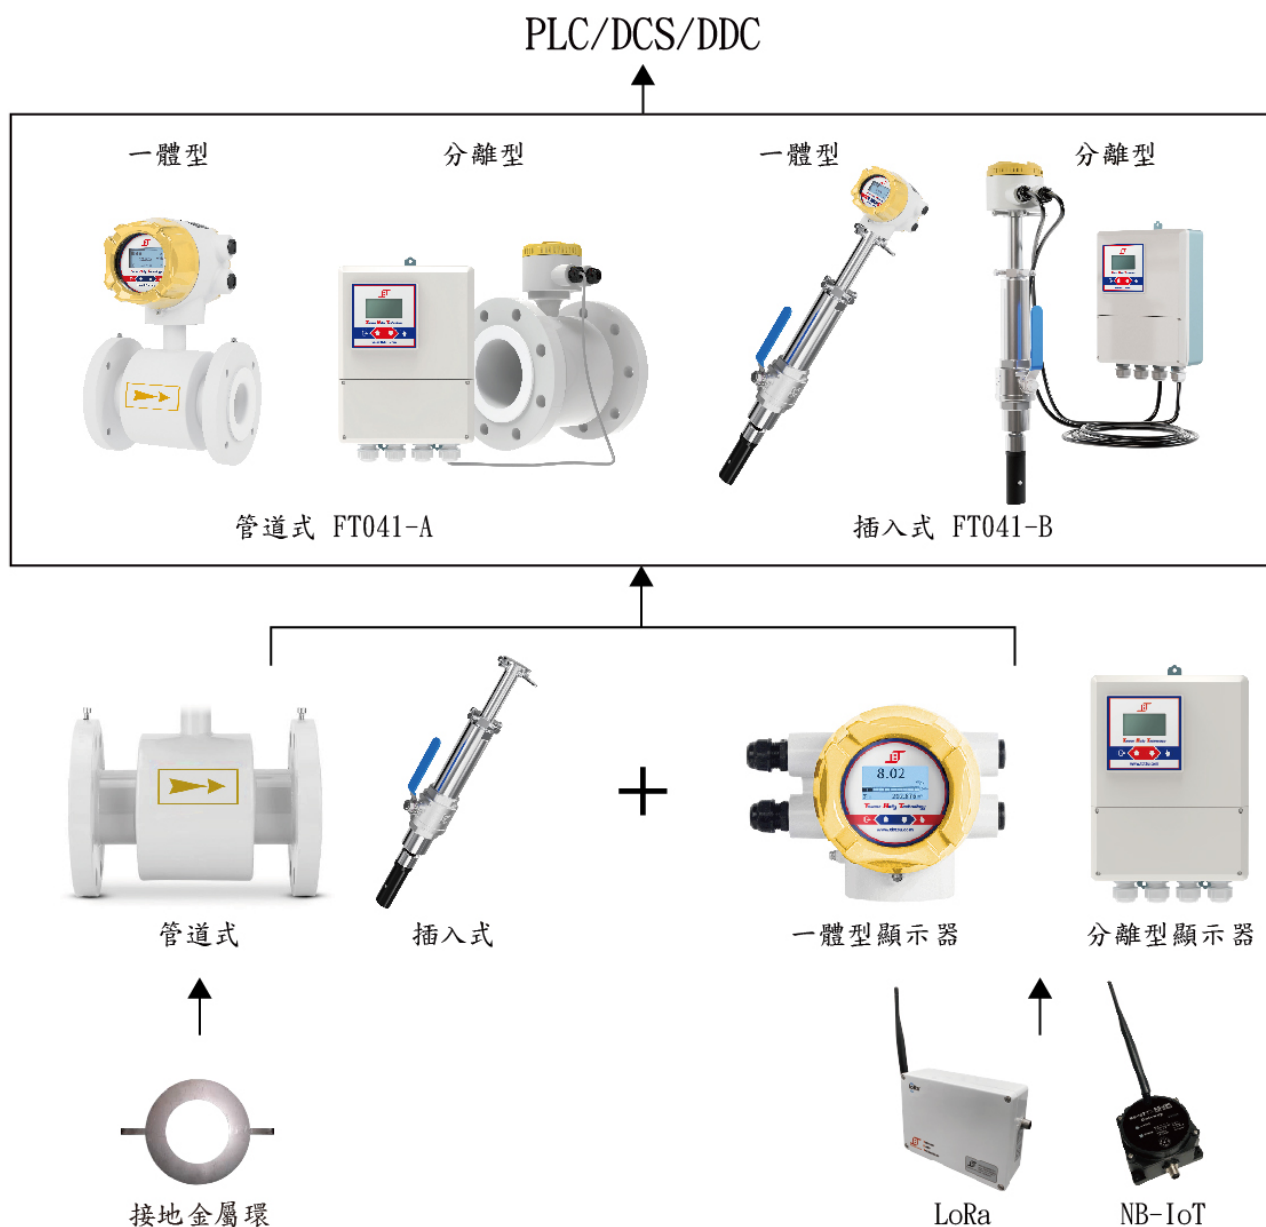 PLC/DCS/DDC
一體型
分離型
一體型
分離型
管道式 FT041-A
插入式 FT041-B
8.02
管道式
插入式
一體型顯示器
分離型顯示器
接地金屬環
LoRa
NB-IoT